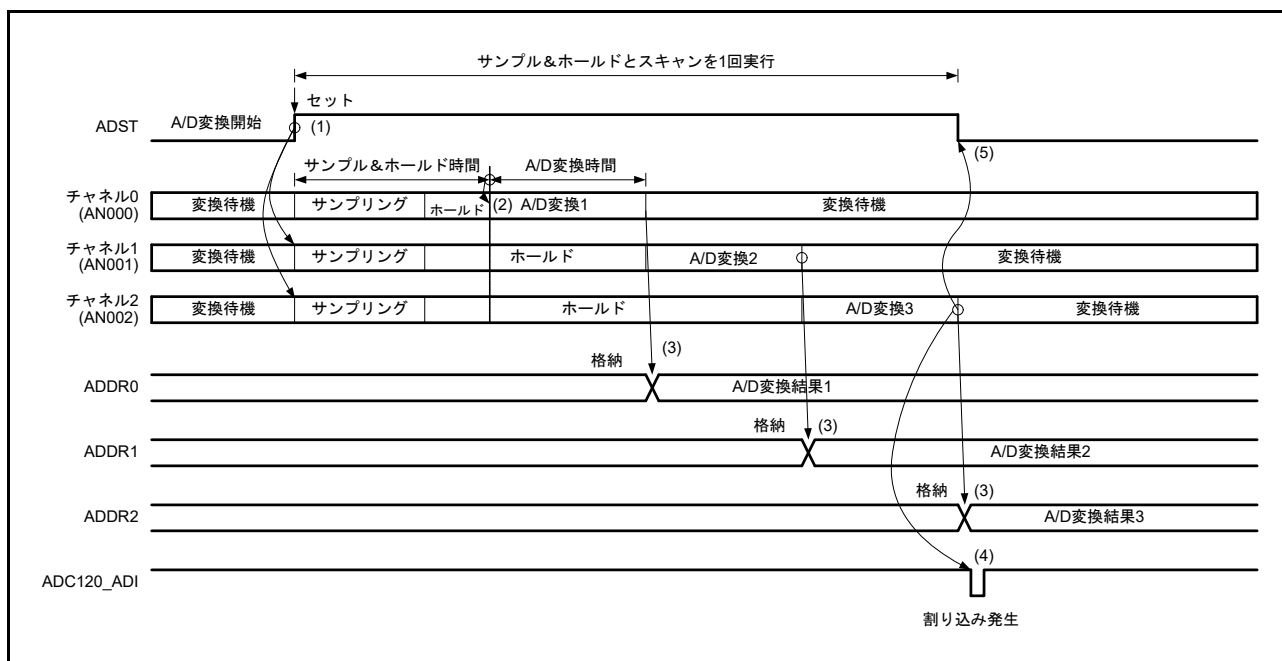 サンプル＆ホールドとスキャンを1回実行
セット
ADST
A/D変換開始
(1)
(5)
サンプル＆ホールド時間
A/D変換時間
チャネル0
(AN000)
変換待機
サンプリング
ホールド
(2)
A/D変換1
変換待機
チャネル1
(AN001)
変換待機
サンプリング
ホールド
A/D変換2
変換待機
チャネル2
(AN002)
変換待機
サンプリング
ホールド
A/D変換3
変換待機
格納
(3)
ADDR0
A/D変換結果1
格納
(3)
ADDR1
A/D変換結果2
格納
(3)
ADDR2
A/D変換結果3
(4)
ADC120_ADI
割り込み発生